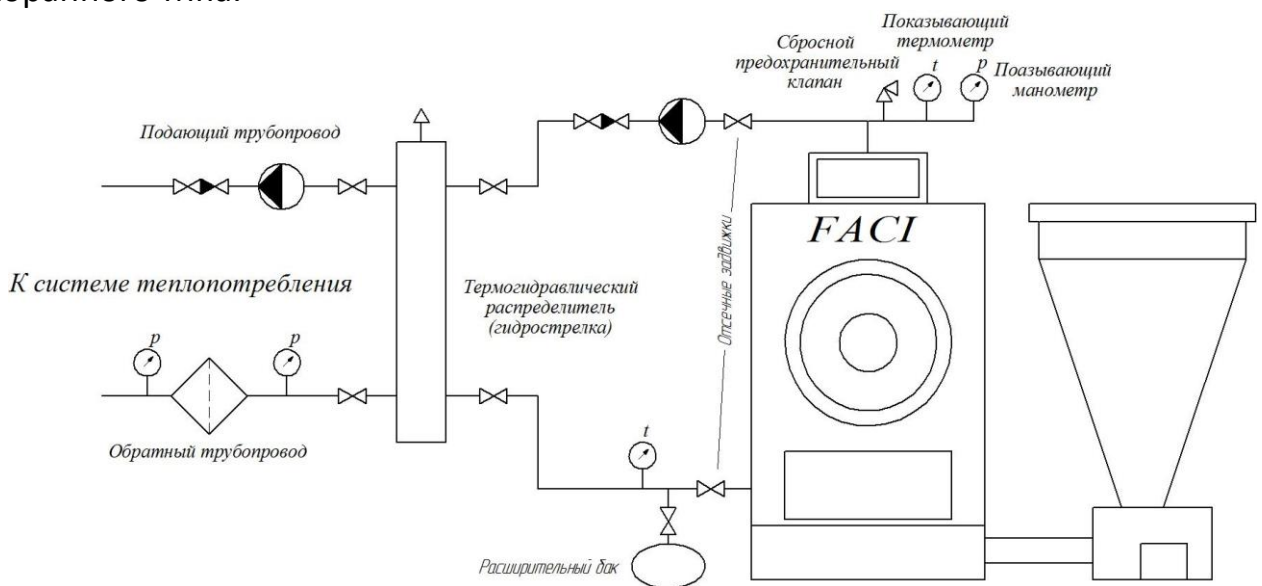 типа.
Показывающий
термометр
Сбросной
предохранительный
клапан
t
p
Поазывающий
манометр
Подающий трубопровод
FACI
К системе теплопотребления
Термогидравлический
распределитель
(гидрострелка)
Отсечные задвижки
p
p
Обратный трубопровод
t
Расширительный бак